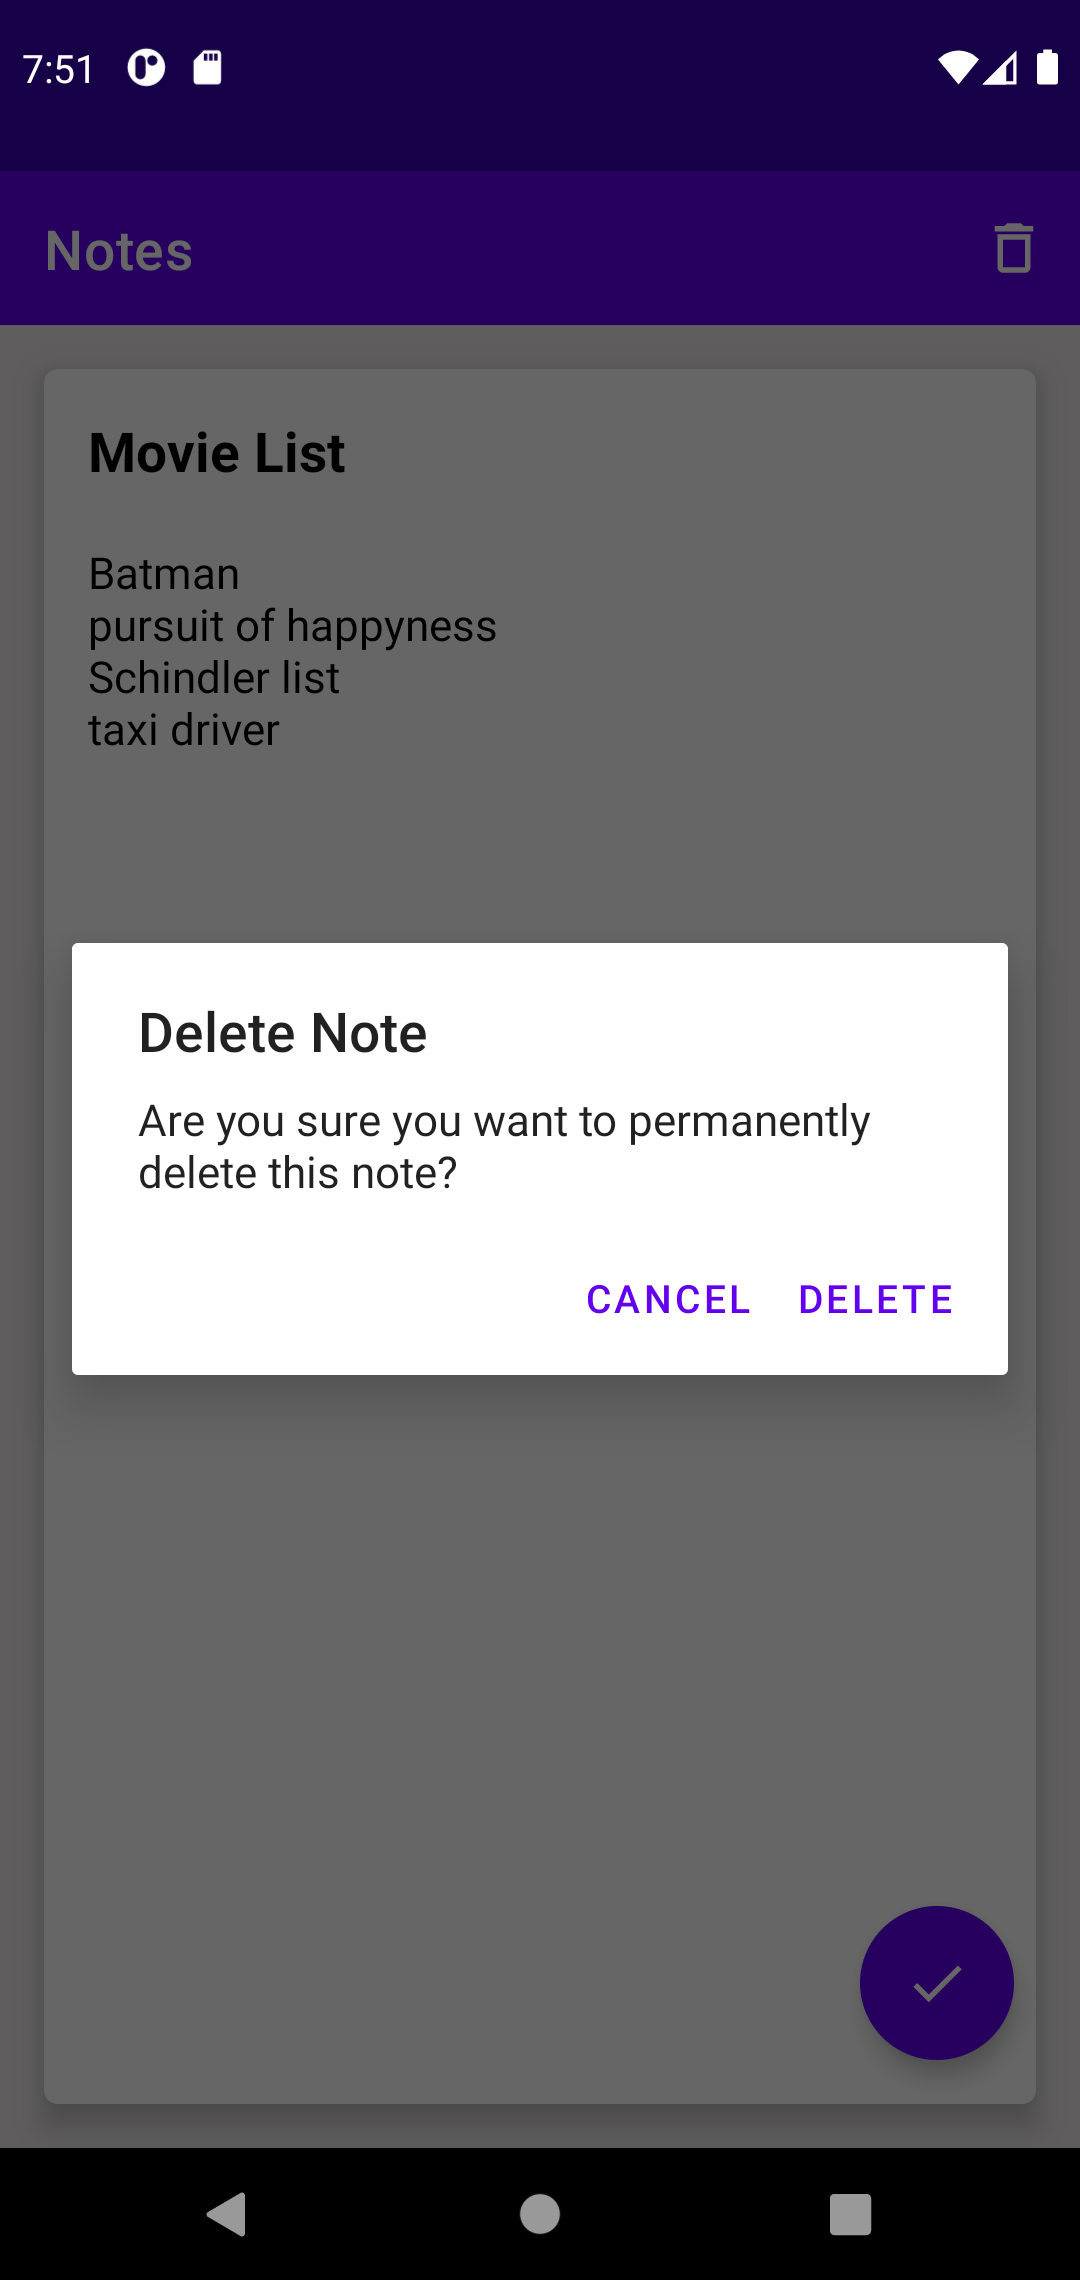 7:51
Notes
Movie List
Batman
pursuit of happyness
Schindler list
taxi driver
Delete Note
Are you sure you want to permanently
delete this note?
CANCEL DELETE